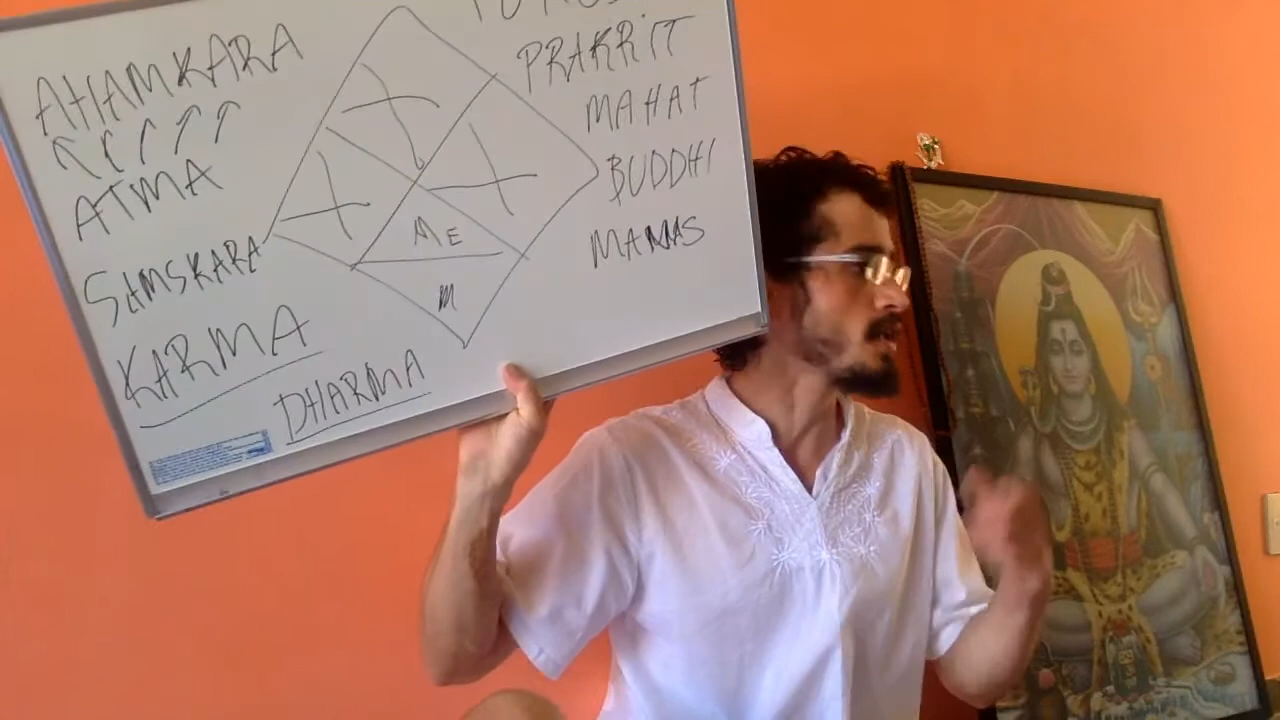 AHAMKARA
ATMA
SAMSKARA
KARMA
DHARMA
ME
M
PRAKRIT
MAHAT
BUDDHI
MANAS